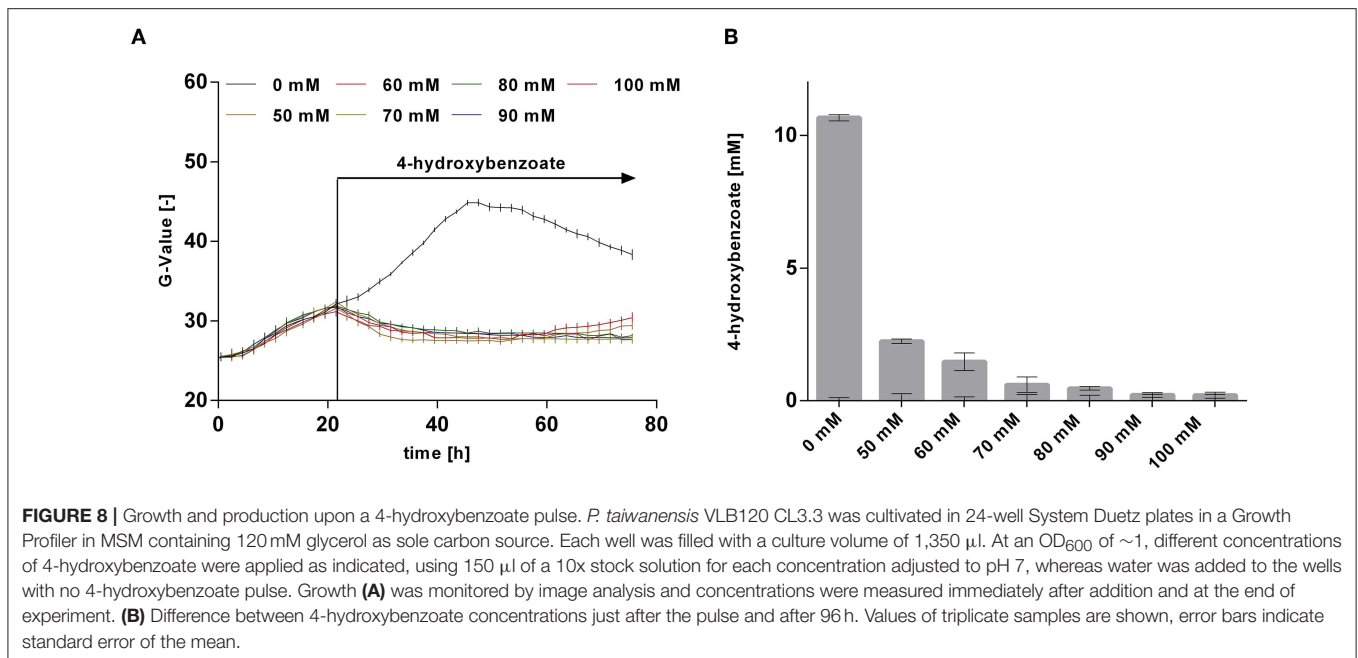 A
B
60
50
40
30
20
G-Value [-]
0 mM
60 mM
80 mM
100 mM
50 mM
70 mM
90 mM
4-hydroxybenzoate
0
20
40
60
80
time [h]
4-hydroxybenzoate [mM]
10
5
0
0 mM
50 mM
60 mM
70 mM
80 mM
90 mM
100 mM
FIGURE 8 | Growth and production upon a 4-hydroxybenzoate pulse. P. taiwanensis VLB120 CL3.3 was cultivated in 24-well System Duetz plates in a Growth
Profiler in MSM containing 120 mM glycerol as sole carbon source. Each well was filled with a culture volume of 1,350 μl. At an OD600 of ∼1, different concentrations
of 4-hydroxybenzoate were applied as indicated, using 150 μl of a 10x stock solution for each concentration adjusted to pH 7, whereas water was added to the wells
with no 4-hydroxybenzoate pulse. Growth (A) was monitored by image analysis and concentrations were measured immediately after addition and at the end of
experiment. (B) Difference between 4-hydroxybenzoate concentrations just after the pulse and after 96 h. Values of triplicate samples are shown, error bars indicate
standard error of the mean.